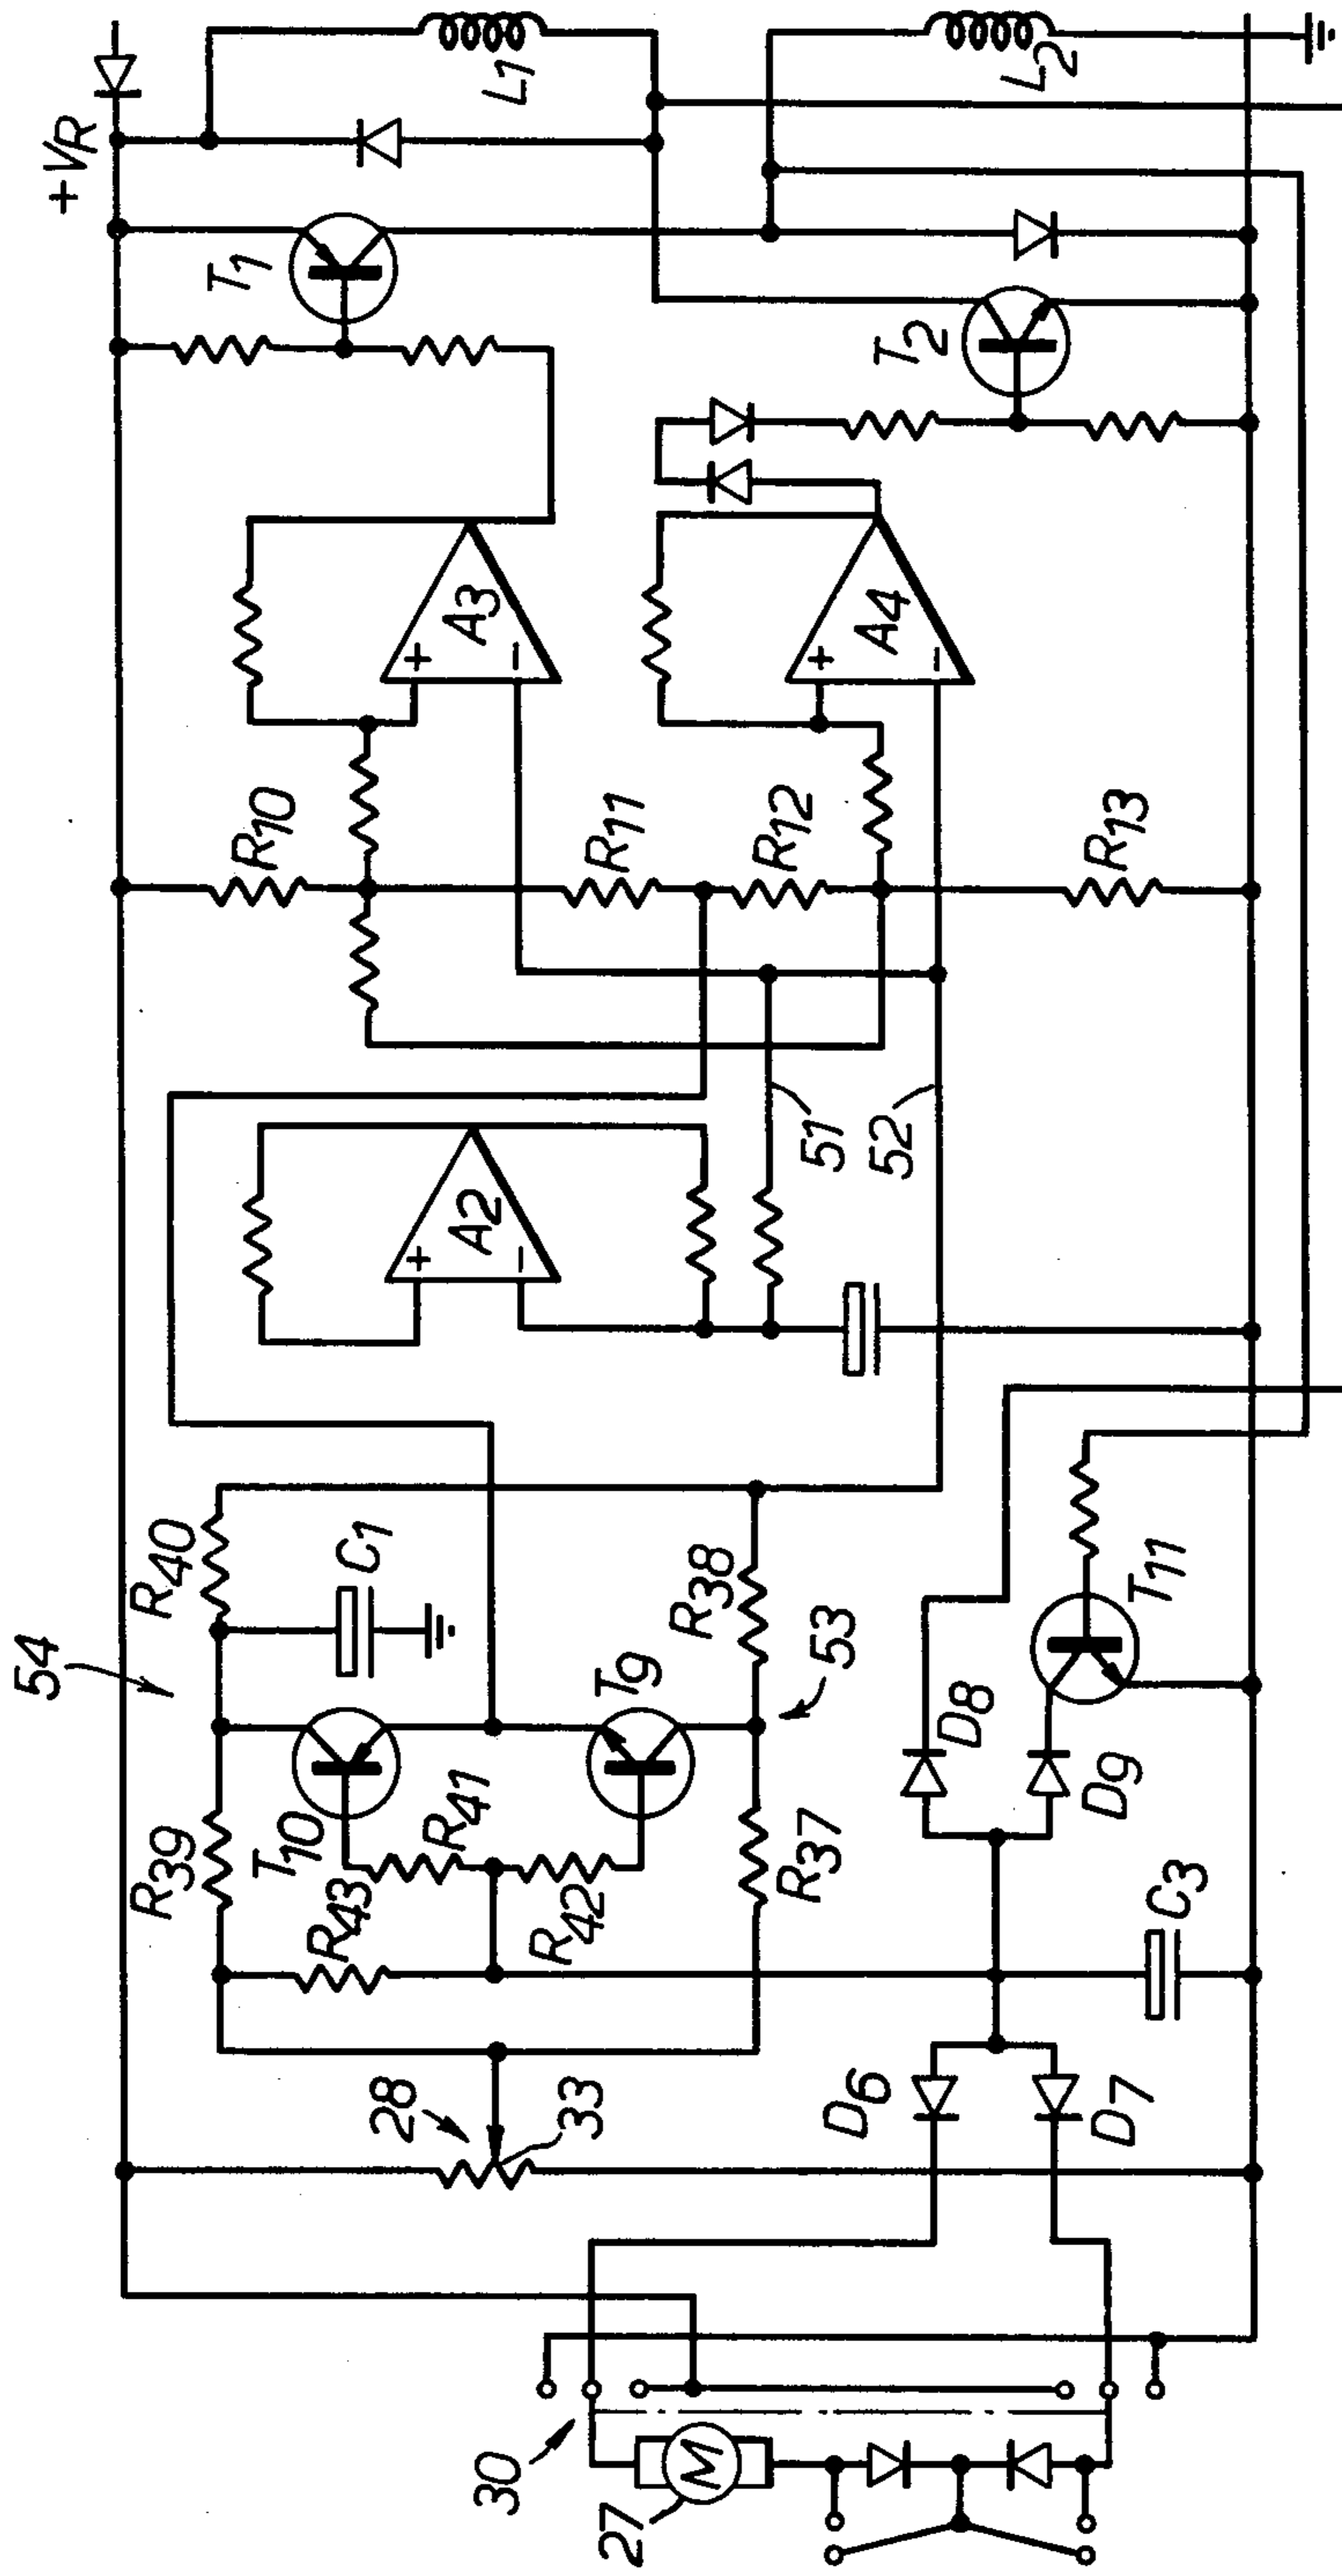 +VR
L1
L2
T1
T2
A3
+
−
A4
+
−
R10
R11
R12
R13
51
52
A2
+
−
54
R40
C1
R38
53
T9
T10
T11
D8
D9
R39
R41
R43
R42
R37
C3
28
33
D6
D7
30
27
M